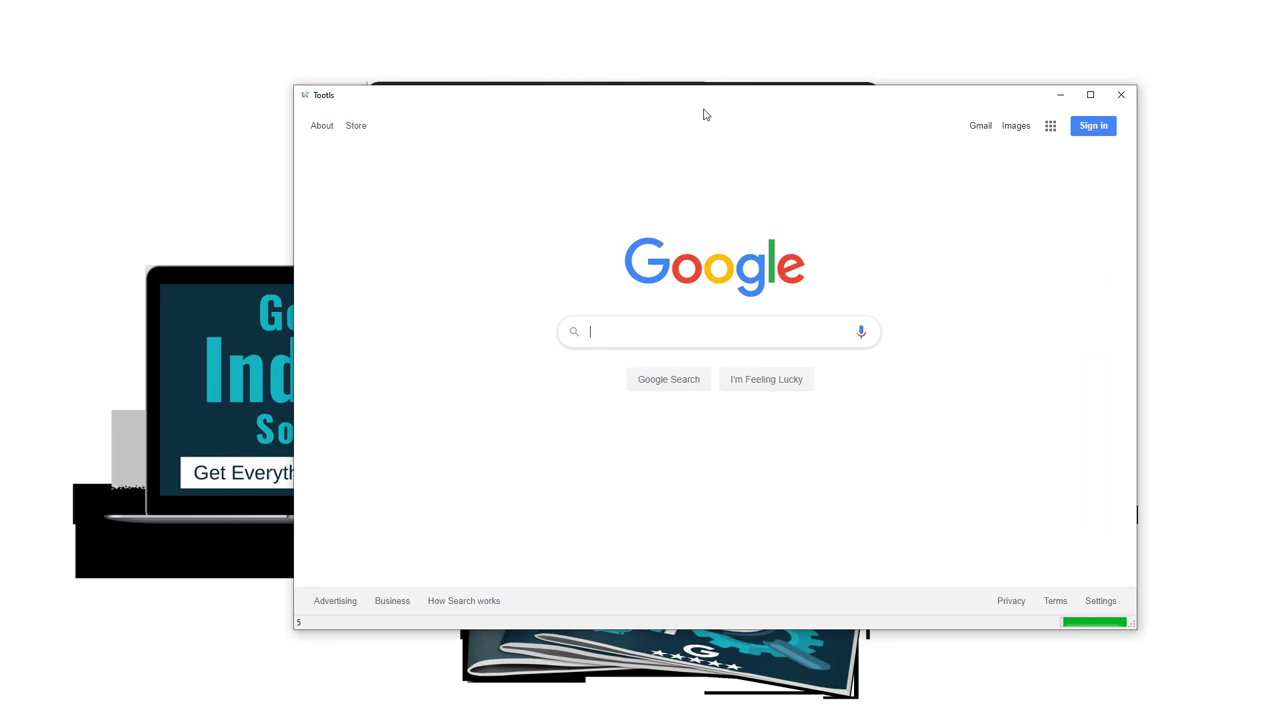 Tootls
About Store
Gmail Images Sign in
Google
Google Search I'm Feeling Lucky
Ind
Get Everyth
Advertising Business How Search works
Privacy Terms Settings
5
G